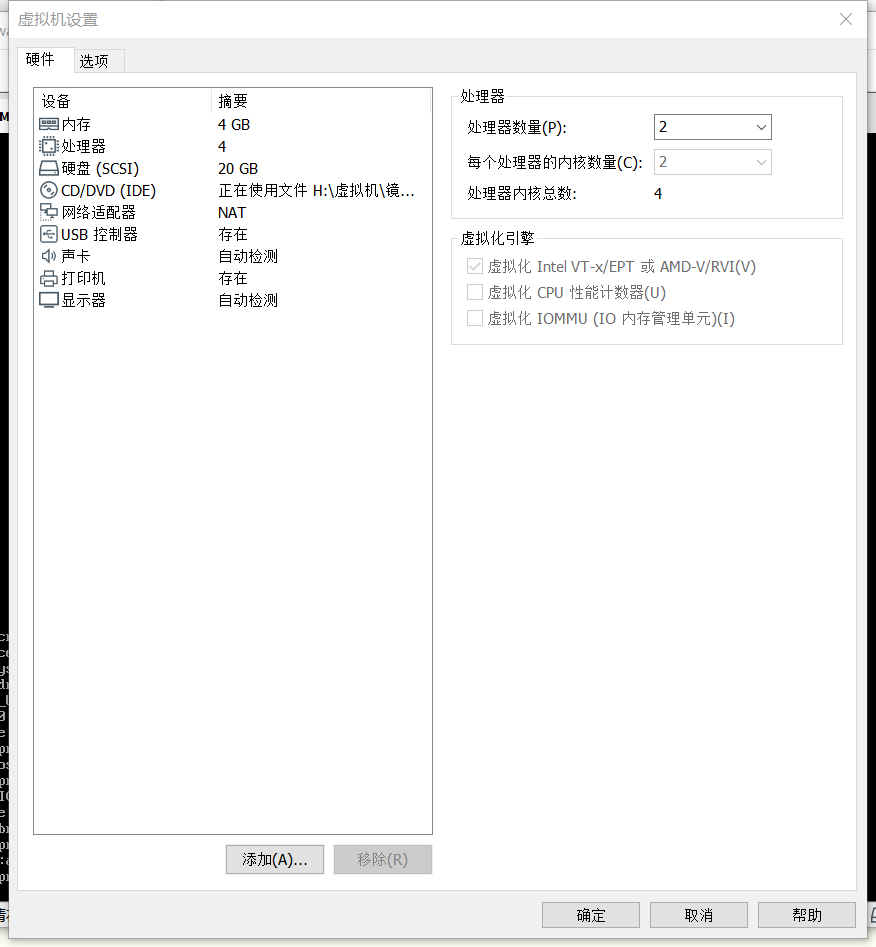 虚拟机设置
硬件 选项
设备 摘要
内存 4 GB
处理器 4
硬盘 (SCSI) 20 GB
CD/DVD (IDE) 正在使用文件 H:\虚拟机\镜...
网络适配器 NAT
USB 控制器 存在
声卡 自动检测
打印机 存在
显示器 自动检测
添加(A)... 移除(R)
处理器
处理器数量(P): 2
每个处理器的内核数量(C): 2
处理器内核总数: 4
虚拟化引擎
虚拟化 Intel VT-x/EPT 或 AMD-V/RVI(V)
虚拟化 CPU 性能计数器(U)
虚拟化 IOMMU (IO 内存管理单元)(I)
确定 取消 帮助